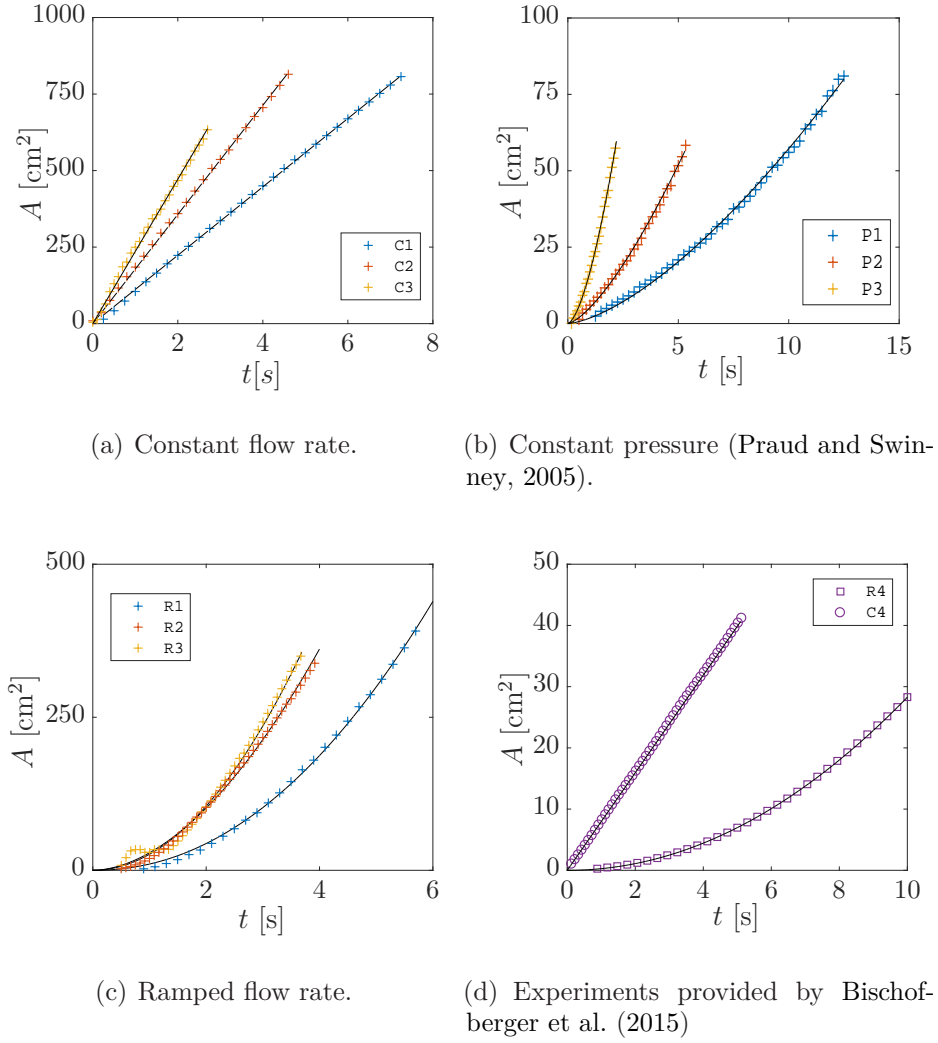 1000
750
500
250
0
A [cm²]
0 2 4 6 8
t[s]
C1
C2
C3
(a) Constant flow rate.
100
75
50
25
0
A [cm²]
0 5 10 15
t [s]
P1
P2
P3
(b) Constant pressure (Praud and Swin-
ney, 2005).
500
250
0
A [cm²]
0 2 4 6
t [s]
R1
R2
R3
(c) Ramped flow rate.
50
40
30
20
10
0
A [cm²]
0 2 4 6 8 10
t [s]
R4
C4
(d) Experiments provided by Bischof-
berger et al. (2015)